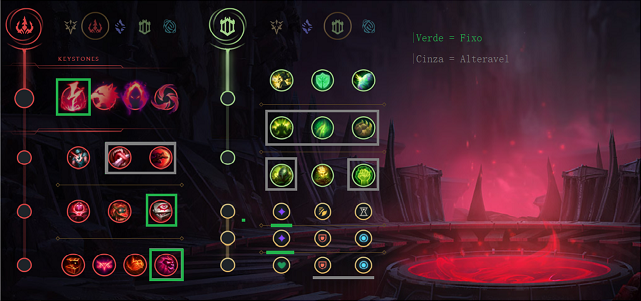 Verde = Fixo
KEYSTONES
Cinza = Alteravel